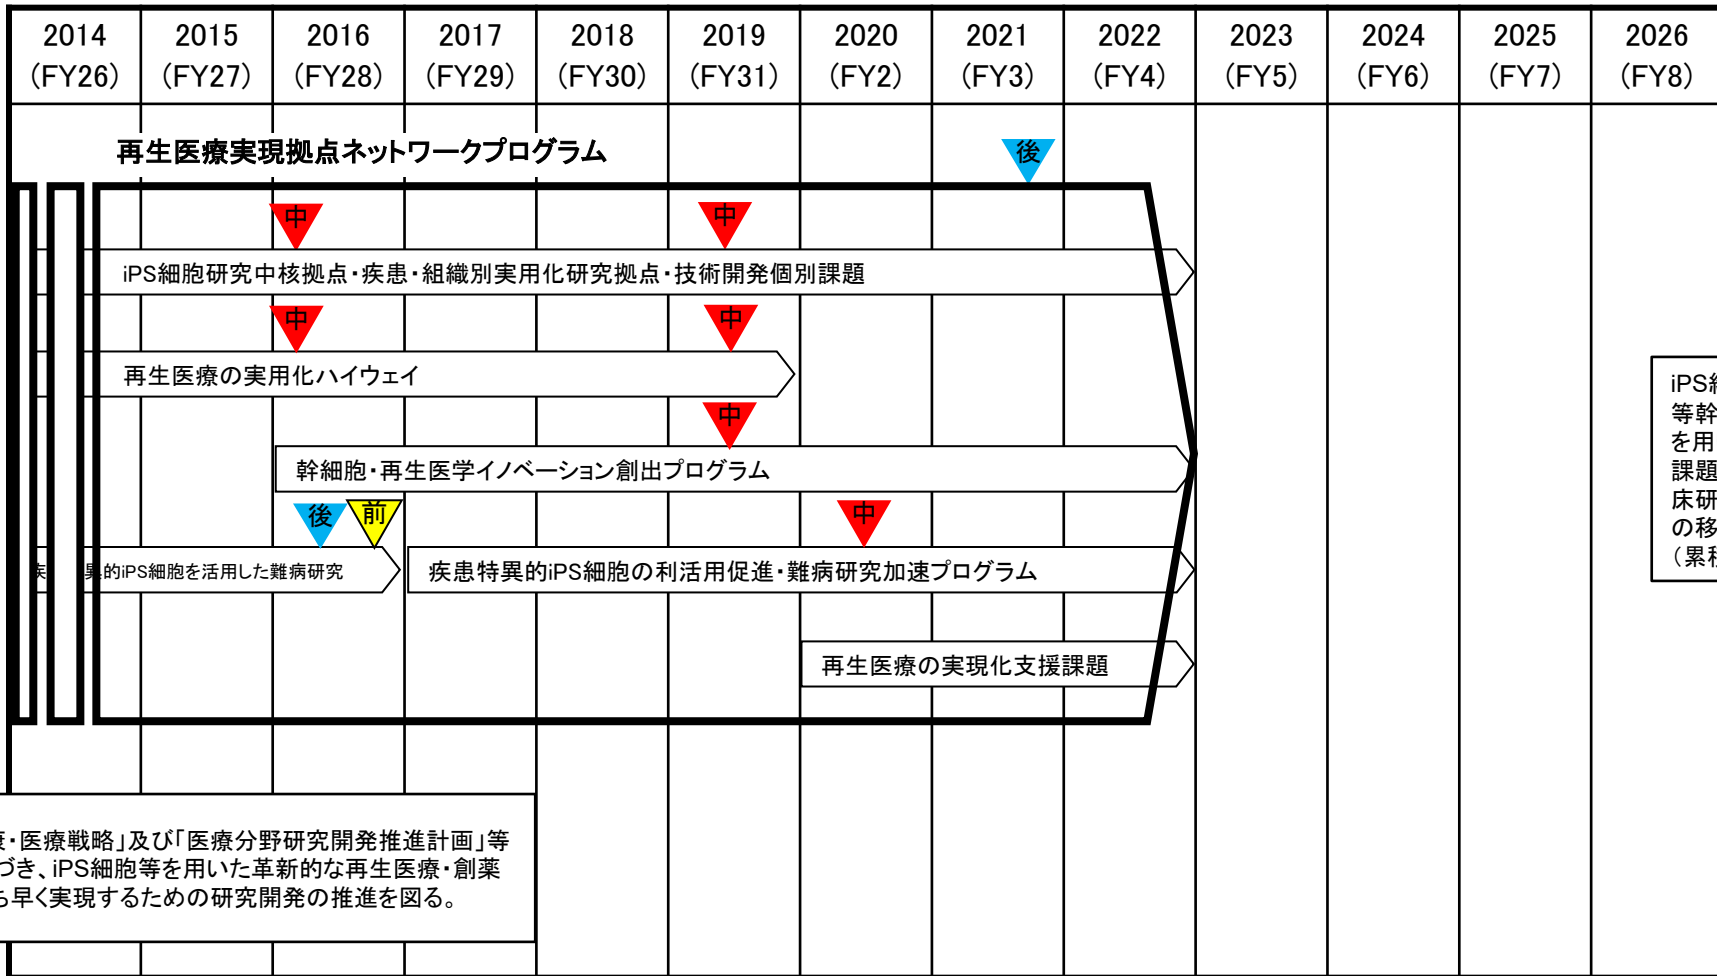 2014 2015 2016 2017 2018 2019 2020 2021 2022 2023 2024 2025 2026
(FY26) (FY27) (FY28) (FY29) (FY30) (FY31) (FY2) (FY3) (FY4) (FY5) (FY6) (FY7) (FY8)
再生医療実現拠点ネットワークプログラム
後
中 中
iPS細胞研究中核拠点・疾患・組織別実用化研究拠点・技術開発個別課題
中 中
再生医療の実用化ハイウェイ
中
幹細胞・再生医学イノベーション創出プログラム
後 前 中
疾 異的iPS細胞を活用した難病研究
疾患特異的iPS細胞の利活用促進・難病研究加速プログラム
再生医療の実現化支援課題
iPS
等幹
を用
課題
床研
の移
(累
・医療戦略」及び「医療分野研究開発推進計画」等
づき、iPS細胞等を用いた革新的な再生医療・創薬
早く実現するための研究開発の推進を図る。